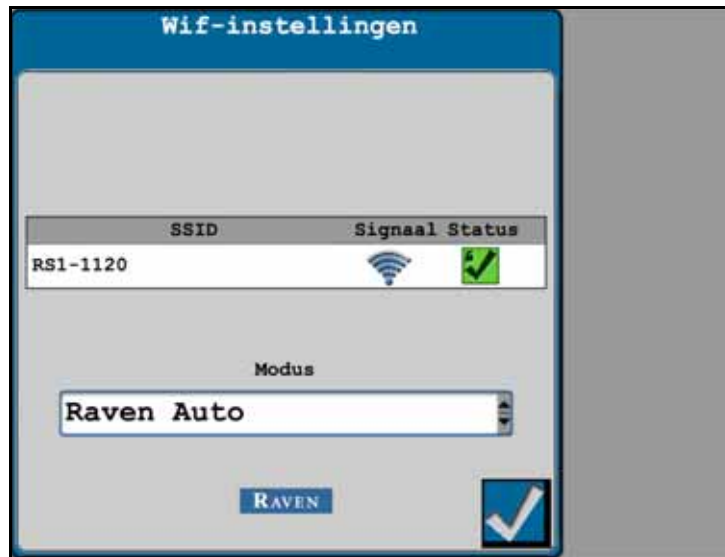 Wif-instellingen
SSID Signaal Status
RS1-1120
Modus
Raven Auto
RAVEN